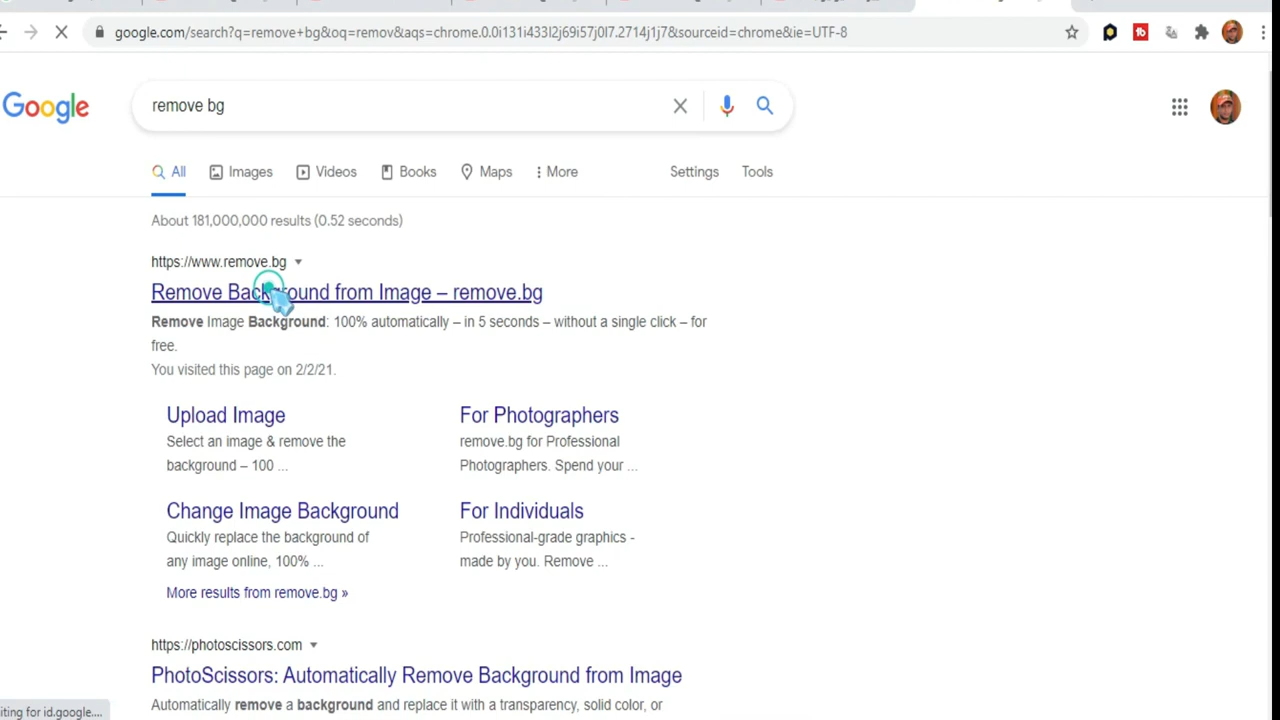 google.com/search?q=remove+bg&oq=remov&aqs=chrome.0.0i131i433l2j69i57j0l7.2714j1j7&sourceid=chrome&ie=UTF-8
Google
remove bg
All Images Videos Books Maps More Settings Tools
About 181,000,000 results (0.52 seconds)
https://www.remove.bg
Remove Background from Image – remove.bg
Remove Image Background: 100% automatically – in 5 seconds – without a single click – for
free.
You visited this page on 2/2/21.
Upload Image
Select an image & remove the
background – 100 ...
For Photographers
remove.bg for Professional
Photographers. Spend your ...
Change Image Background
Quickly replace the background of
any image online, 100% ...
For Individuals
Professional-grade graphics -
made by you. Remove ...
More results from remove.bg »
https://photoscissors.com
PhotoScissors: Automatically Remove Background from Image
Automatically remove a background and replace it with a transparency, solid color, or
iting for id.google....